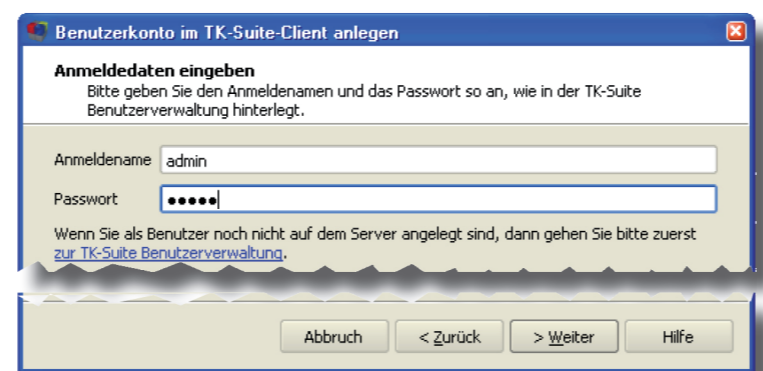 Benutzerkonto im TK-Suite-Client anlegen
Anmeldedaten eingeben
Bitte geben Sie den Anmeldenamen und das Passwort so an, wie in der TK-Suite
Benutzerverwaltung hinterlegt.
Anmeldename admin
Passwort •••••
Wenn Sie als Benutzer noch nicht auf dem Server angelegt sind, dann gehen Sie bitte zuerst
zur TK-Suite Benutzerverwaltung.
Abbruch < Zurück > Weiter Hilfe